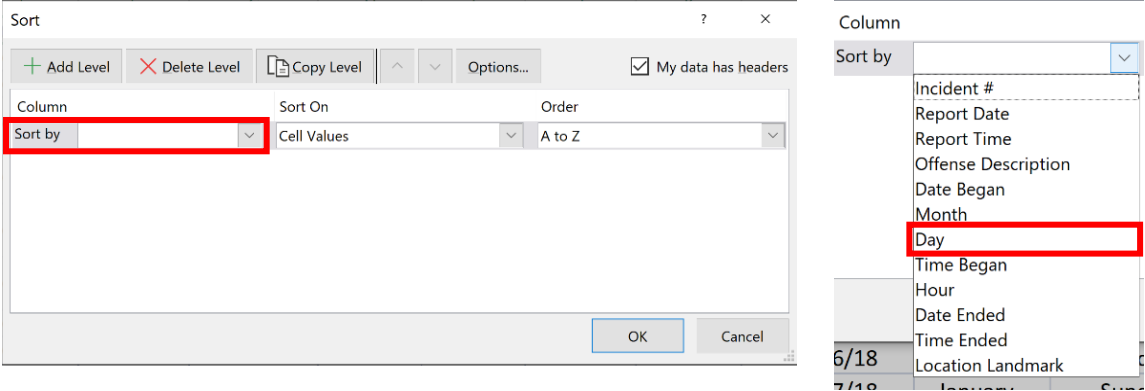 Sort ? ×
Add Level Delete Level Copy Level Options... My data has headers
Column Sort On Order
Sort by Cell Values A to Z
OK Cancel
Column
Sort by
Incident #
Report Date
Report Time
Offense Description
Date Began
Month
Day
Time Began
Hour
Date Ended
Time Ended
6/18 Location Landmark